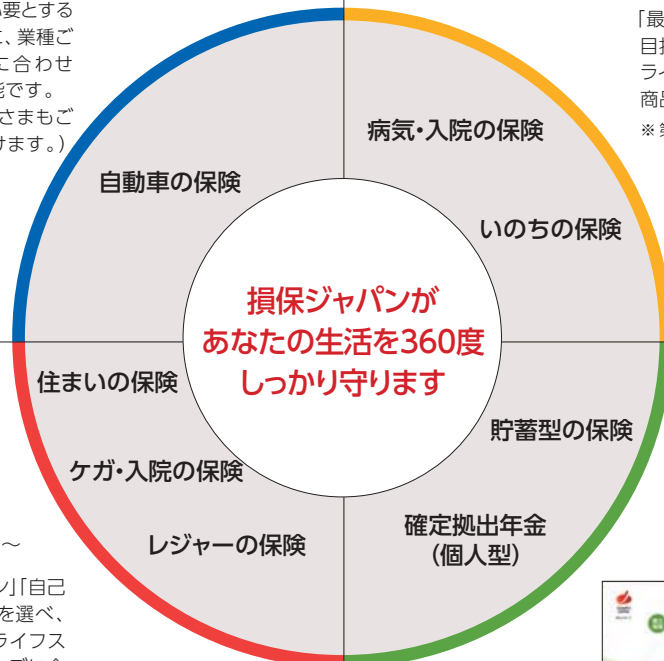 要とする
に、業種ご
に合わせ
能です。
さまもご
けます。）
「最
目指
ライ
商品
※第
自動車の保険
病気・入院の保険
いのちの保険
損保ジャパンが
あなたの生活を360度
しっかり守ります
住まいの保険
ケガ・入院の保険
レジャーの保険
貯蓄型の保険
確定拠出年金
(個人型)
～
ン」「自己
を選べ、
ライフス